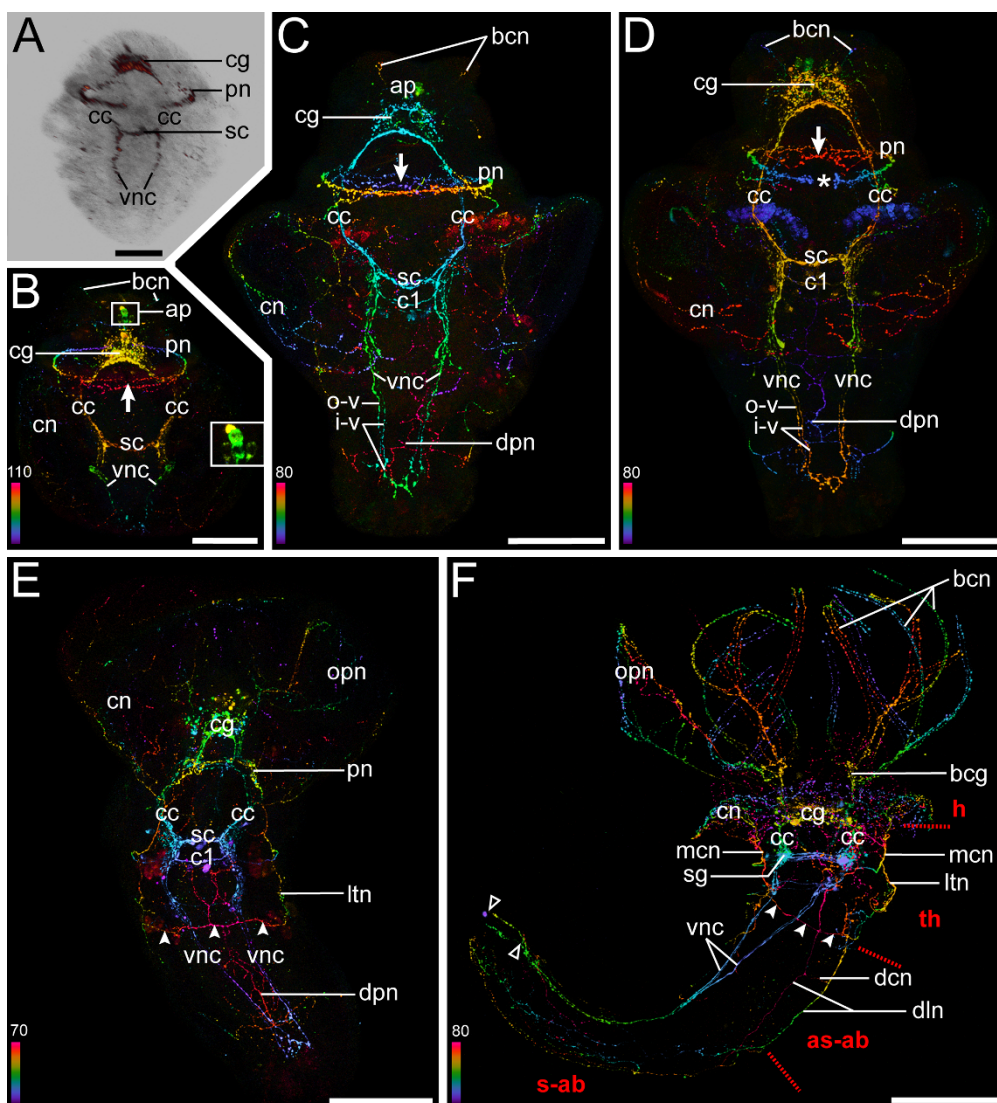 A
cg
pn
cc
cc
sc
vnc
B
bcn
ap
cg
pn
cc
cc
cn
sc
vnc
110
C
bcn
ap
cg
pn
cc
cc
sc
c1
cn
vnc
o-v
i-v
dpn
80
D
bcn
cg
pn
*
cc
cc
sc
c1
cn
vnc
vnc
o-v
i-v
dpn
80
E
cn
opn
cg
pn
cc
cc
sc
c1
ltn
vnc
vnc
dpn
70
F
bcn
opn
bcg
h
cn
cg
cc
cc
mcn
mcn
sg
ltn
th
vnc
dcn
dln
as-ab
s-ab
80